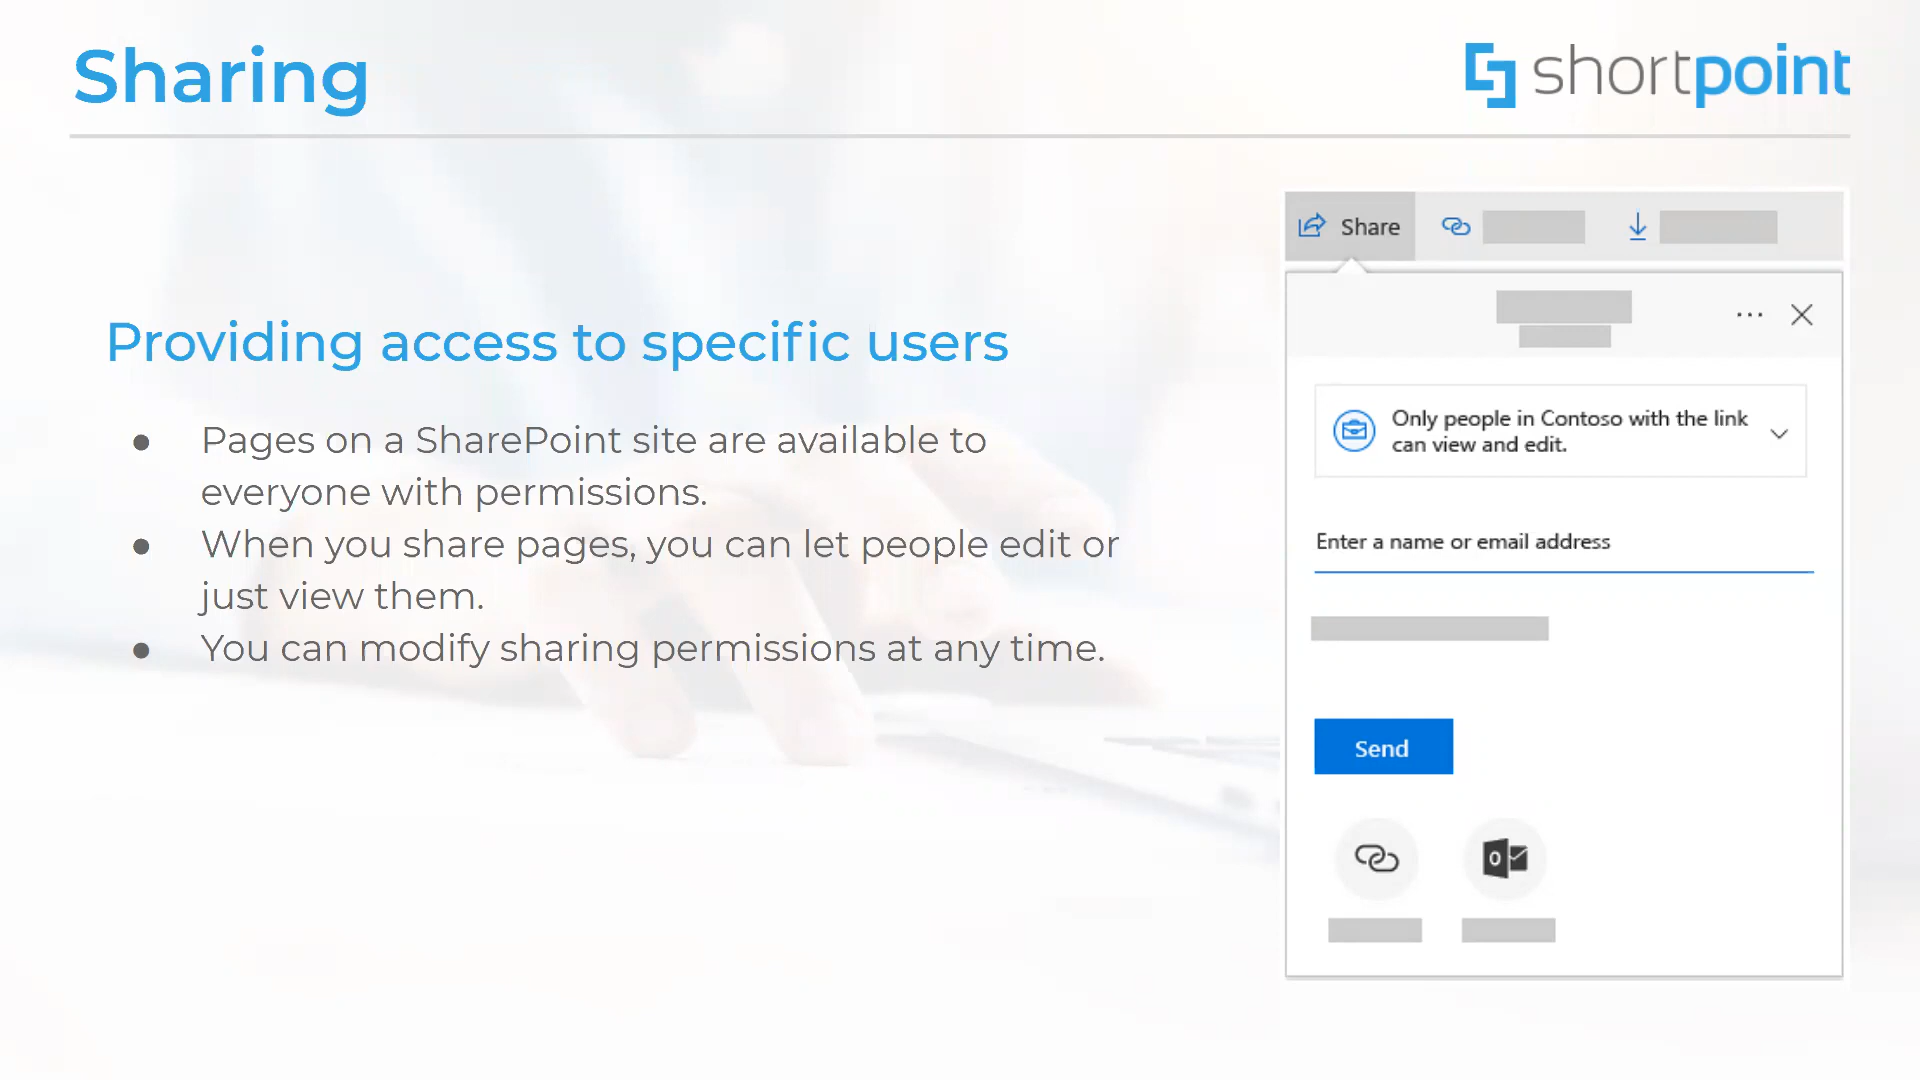 Sharing
shortpoint
Providing access to specific users
● Pages on a SharePoint site are available to
everyone with permissions.
● When you share pages, you can let people edit or
just view them.
● You can modify sharing permissions at any time.
Share
Only people in Contoso with the link
can view and edit.
Enter a name or email address
Send